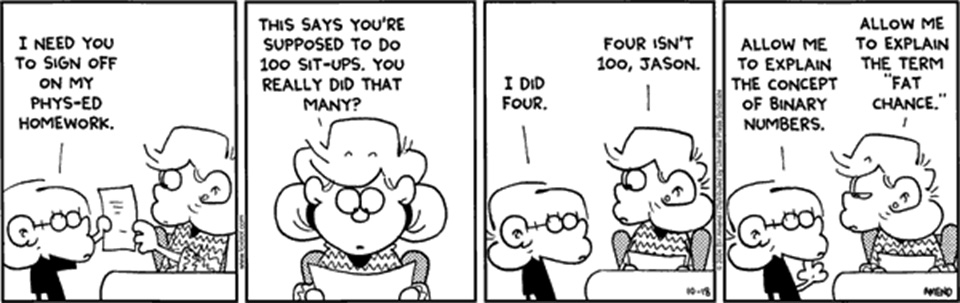 I NEED YOU
TO SIGN OFF
ON MY
PHYS-ED
HOMEWORK.
THIS SAYS YOU'RE
SUPPOSED TO DO
100 SIT-UPS. YOU
REALLY DID THAT
MANY?
I DID
FOUR.
FOUR ISN'T
100, JASON.
10-18
ALLOW ME
TO EXPLAIN
THE CONCEPT
OF BINARY
NUMBERS.
ALLOW ME
TO EXPLAIN
THE TERM
"FAT
CHANCE."
AMEND